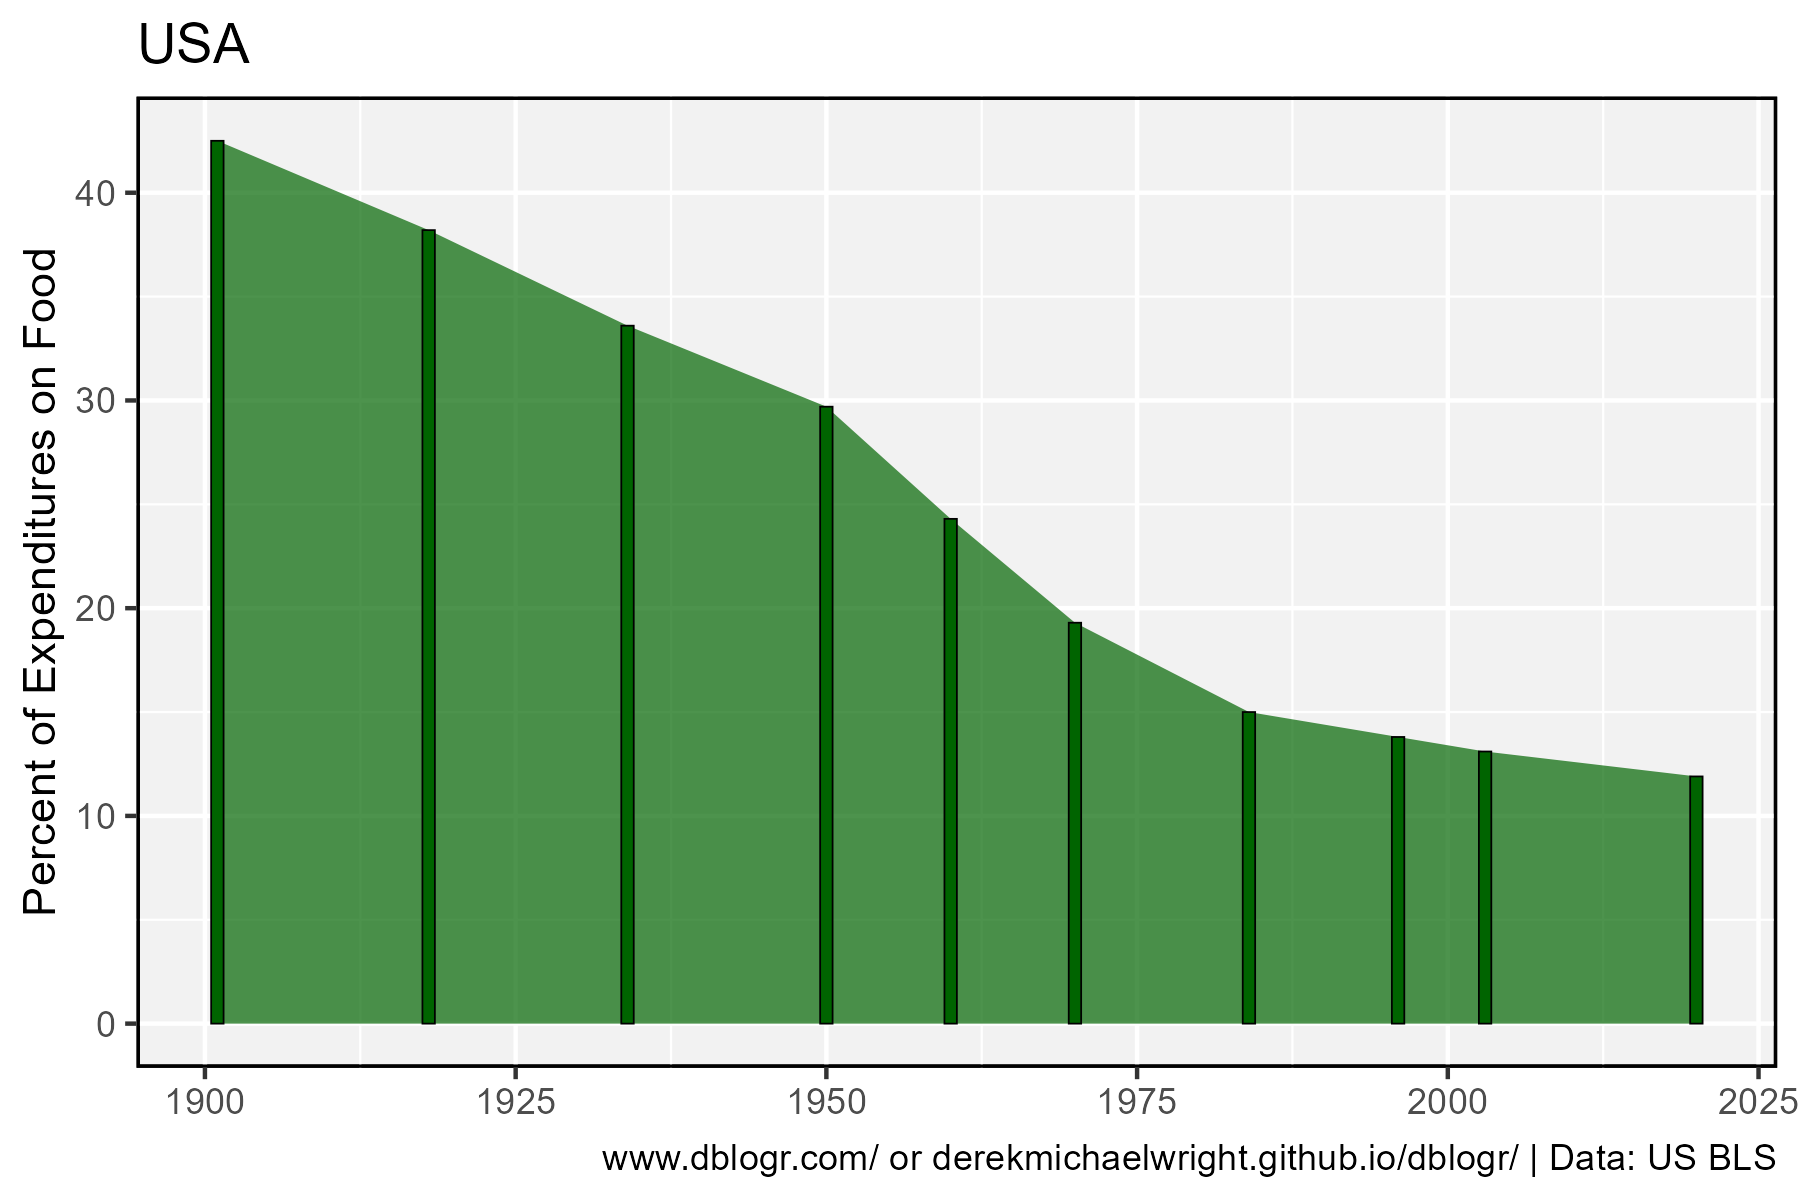 USA
Percent of Expenditures on Food
40
30
20
10
0
1900 1925 1950 1975 2000 2025
www.dblogr.com/ or derekmichaelwright.github.io/dblogr/ | Data: US BLS